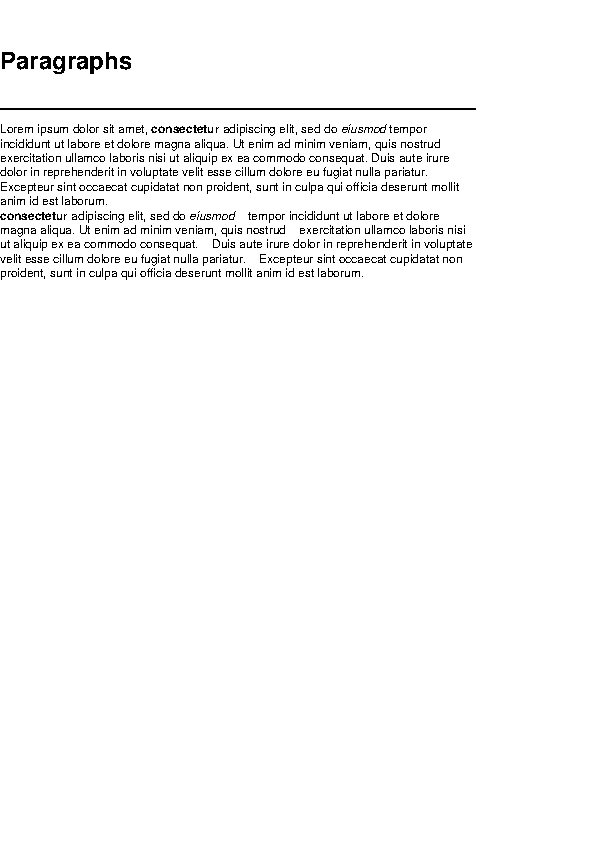 Paragraphs
Lorem ipsum dolor sit amet, consectetur adipiscing elit, sed do eiusmod tempor
incididunt ut labore et dolore magna aliqua. Ut enim ad minim veniam, quis nostrud
exercitation ullamco laboris nisi ut aliquip ex ea commodo consequat. Duis aute irure
dolor in reprehenderit in voluptate velit esse cillum dolore eu fugiat nulla pariatur.
Excepteur sint occaecat cupidatat non proident, sunt in culpa qui officia deserunt mollit
anim id est laborum.
consectetur adipiscing elit, sed do eiusmod    tempor incididunt ut labore et dolore
magna aliqua. Ut enim ad minim veniam, quis nostrud    exercitation ullamco laboris nisi
ut aliquip ex ea commodo consequat.    Duis aute irure dolor in reprehenderit in voluptate
velit esse cillum dolore eu fugiat nulla pariatur.    Excepteur sint occaecat cupidatat non
proident, sunt in culpa qui officia deserunt mollit anim id est laborum.